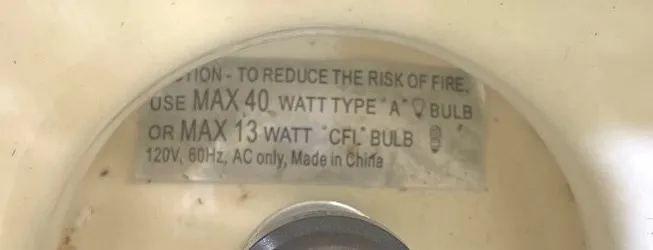 TION - TO REDUCE THE RISK OF FIRE,
USE MAX 40 WATT TYPE "A" BULB
OR MAX 13 WATT "CFL" BULB
120V, 60Hz, AC only, Made in China